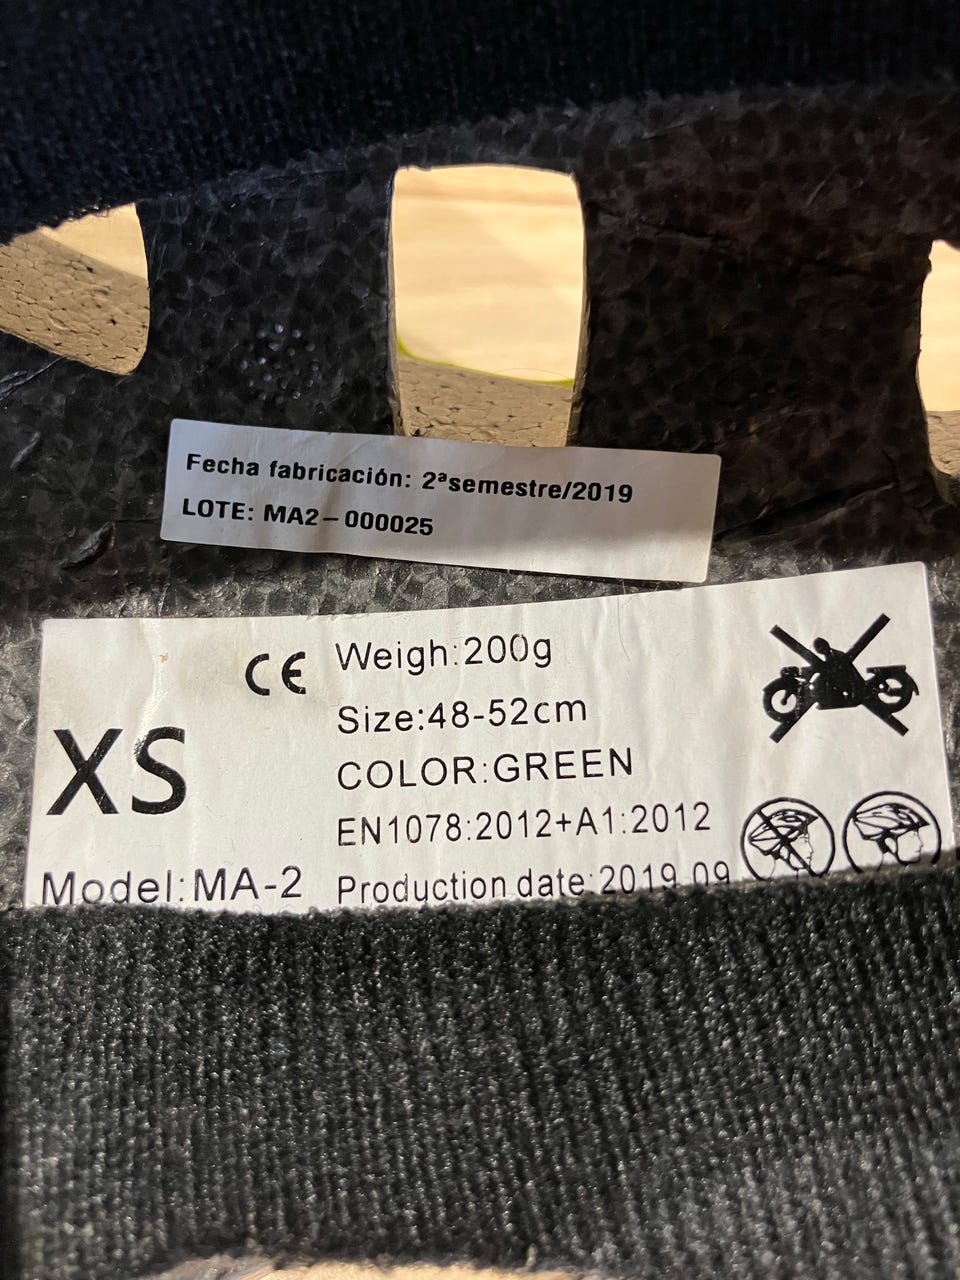 Fecha fabricación: 2ªsemestre/2019
LOTE: MA2-000025
CE Weigh:200g
Size:48-52cm
XS
COLOR:GREEN
EN1078:2012+A1:2012
Model:MA-2 Production date:2019.09